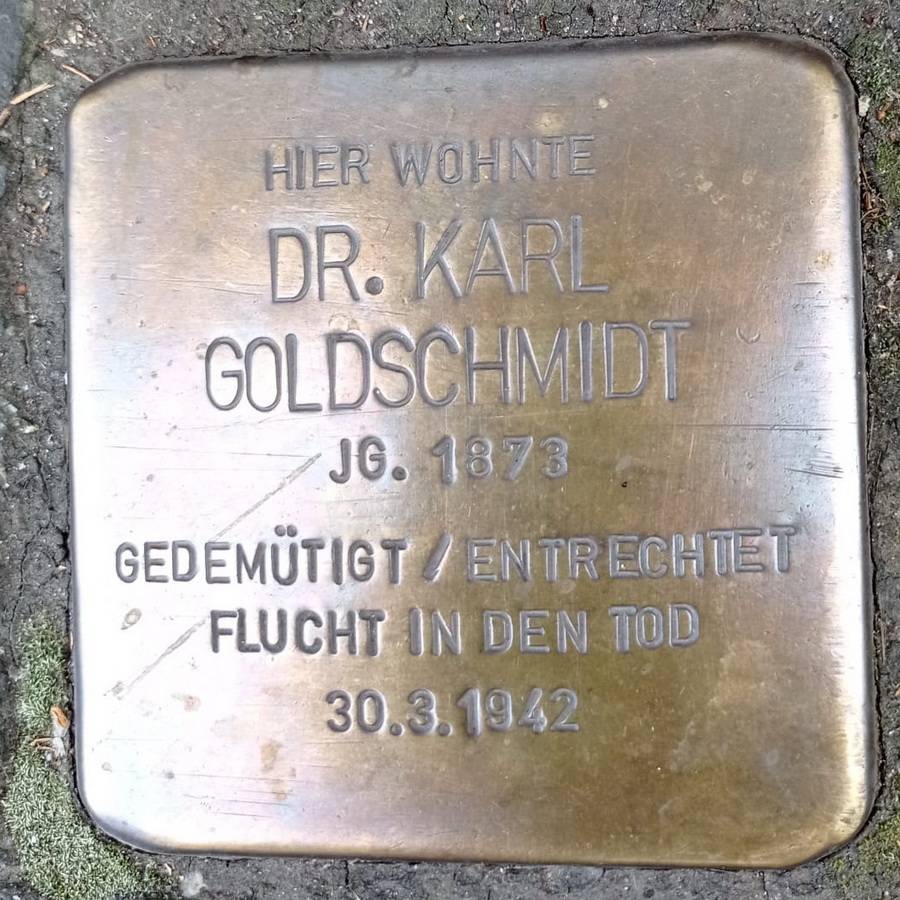 HIER WOHNTE
DR. KARL
GOLDSCHMIDT
JG. 1873
GEDEMÜTIGT / ENTRECHTET
FLUCHT IN DEN TOD
30.3.1942